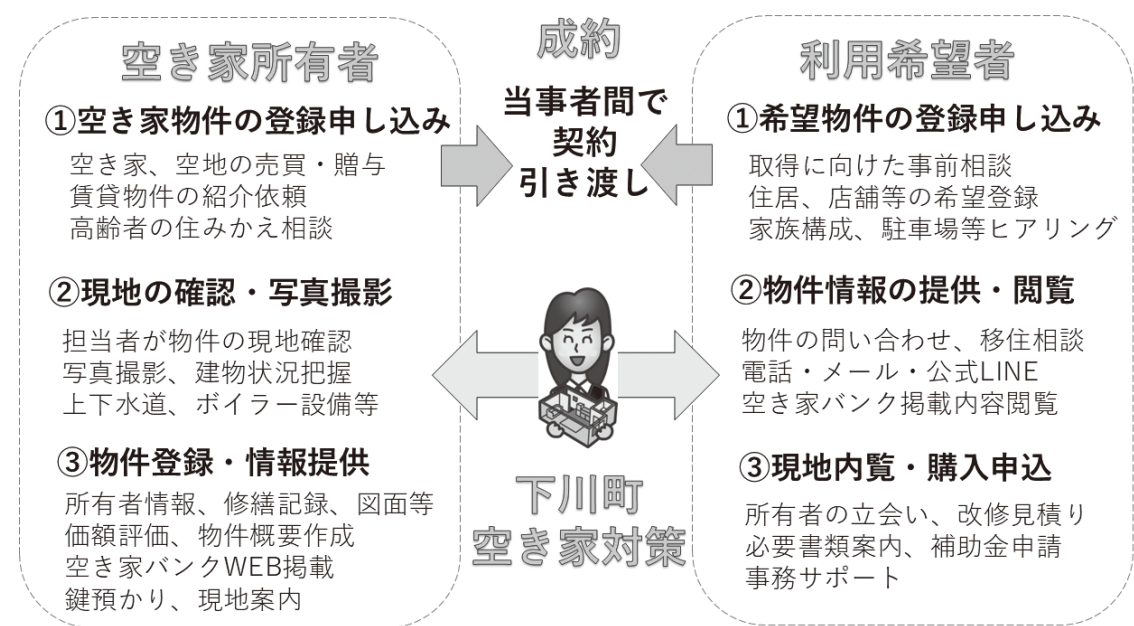 空き家所有者
①空き家物件の登録申し込み
空き家、空地の売買・贈与
賃貸物件の紹介依頼
高齢者の住みかえ相談
②現地の確認・写真撮影
担当者が物件の現地確認
写真撮影、建物状況把握
上下水道、ボイラー設備等
③物件登録・情報提供
所有者情報、修繕記録、図面等
価額評価、物件概要作成
空き家バンクWEB掲載
鍵預かり、現地案内
成約
当事者間で
契約
引き渡し
下川町
空き家対策
利用希望者
①希望物件の登録申し込み
取得に向けた事前相談
住居、店舗等の希望登録
家族構成、駐車場等ヒアリング
②物件情報の提供・閲覧
物件の問い合わせ、移住相談
電話・メール・公式LINE
空き家バンク掲載内容閲覧
③現地内覧・購入申込
所有者の立会い、改修見積り
必要書類案内、補助金申請
事務サポート